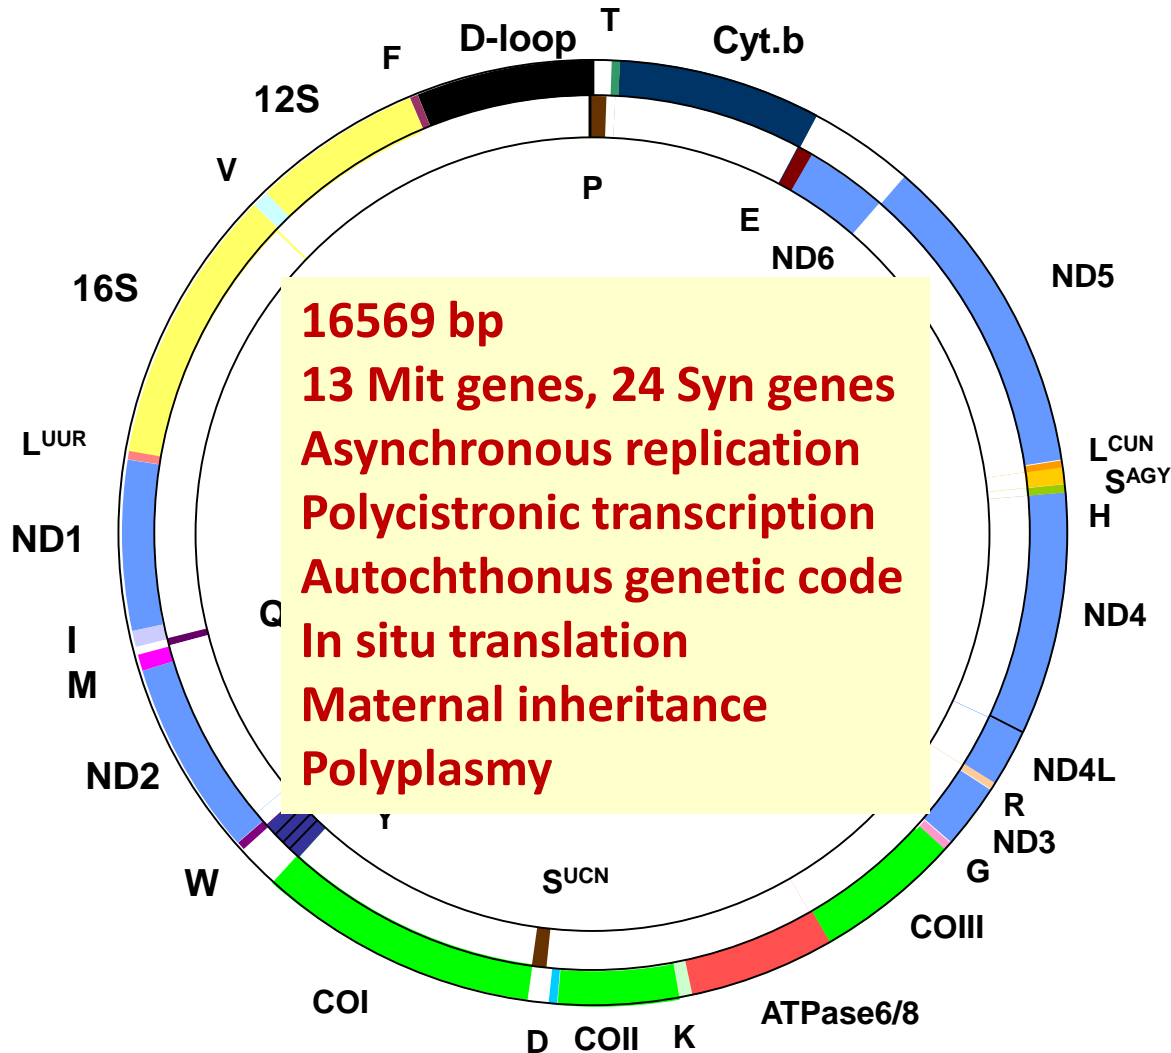 T
D-loop
Cyt.b
F
12S
V
P
E
ND6
16S
ND5
16569 bp
13 Mit genes, 24 Syn genes
Asynchronous replication
Polycistronic transcription
Autochthonus genetic code
In situ translation
Maternal inheritance
Polyplasmy
LUUR
LCUN
SAGY
H
ND1
Q
ND4
I
M
ND2
ND4L
R
ND3
Y
W
G
SUCN
COIII
COI
ATPase6/8
D
COII
K